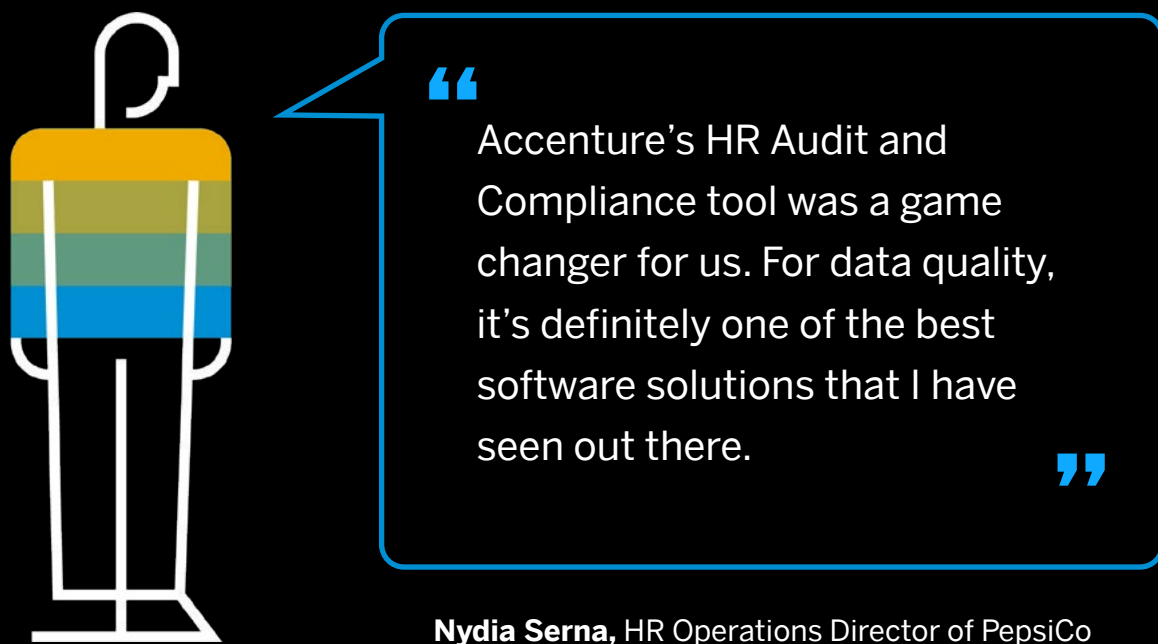 “
Accenture’s HR Audit and
Compliance tool was a game
changer for us. For data quality,
it’s definitely one of the best
software solutions that I have
seen out there.
”
Nydia Serna, HR Operations Director of PepsiCo